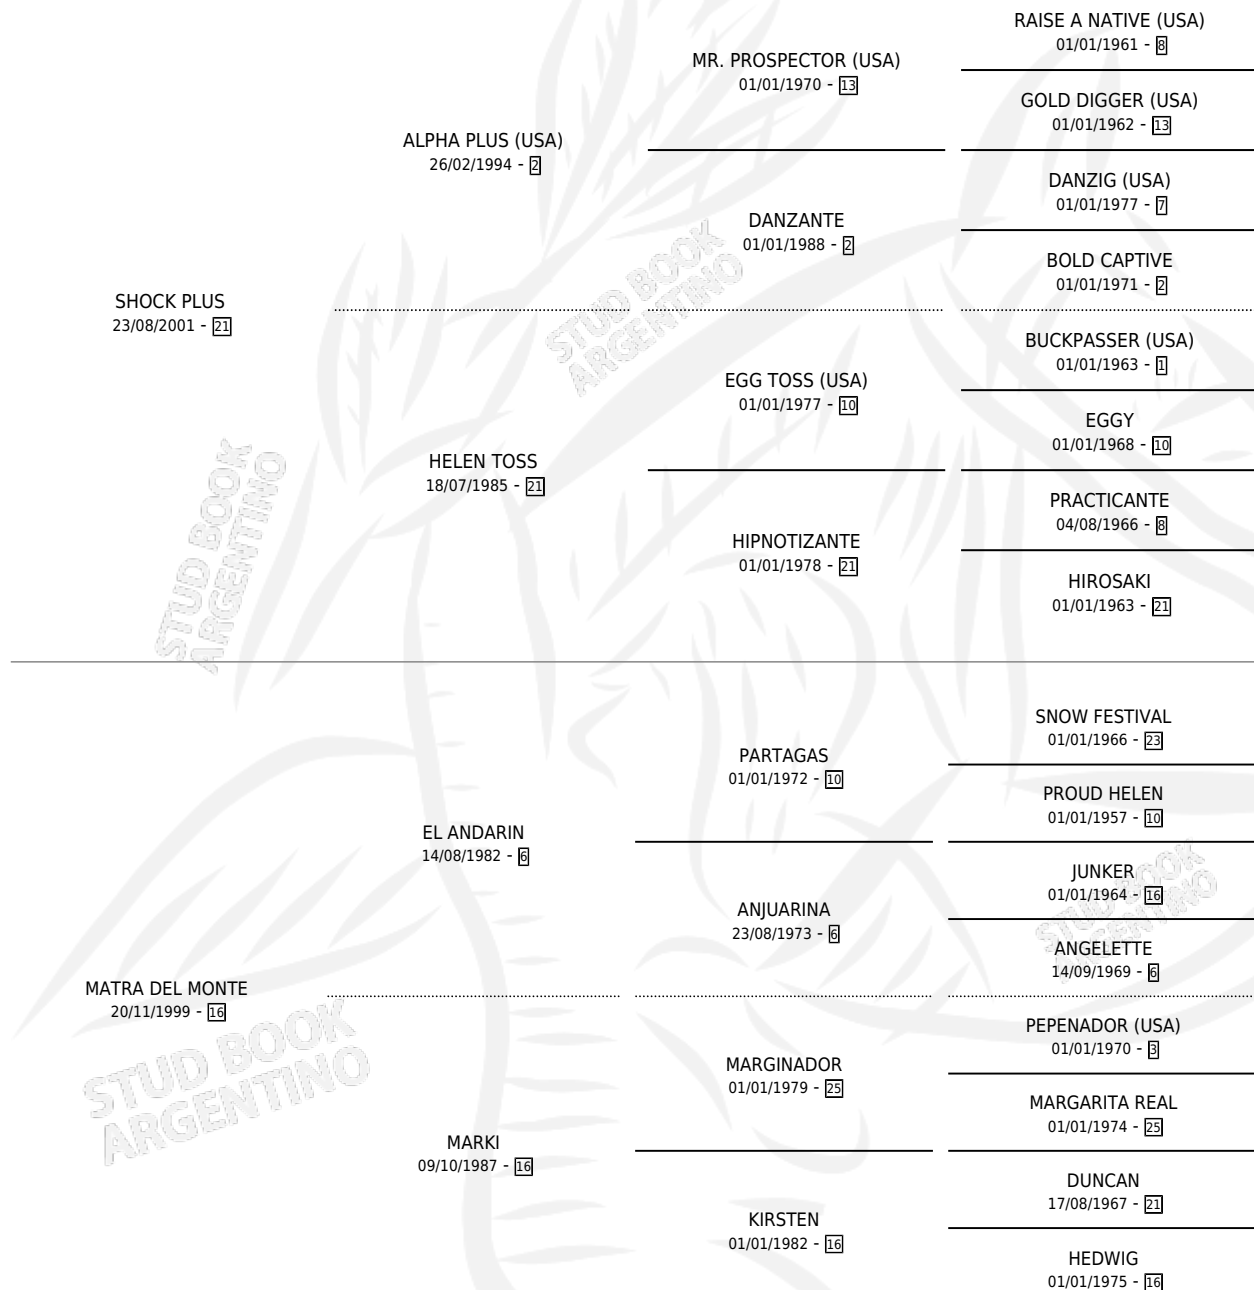 RAISE A NATIVE (USA)
01/01/1961 - 8
MR. PROSPECTOR (USA)
01/01/1970 - 13
GOLD DIGGER (USA)
01/01/1962 - 13
ALPHA PLUS (USA)
26/02/1994 - 2
DANZIG (USA)
01/01/1977 - 7
DANZANTE
01/01/1988 - 2
BOLD CAPTIVE
01/01/1971 - 2
SHOCK PLUS
23/08/2001 - 21
BUCKPASSER (USA)
01/01/1963 - 1
EGG TOSS (USA)
01/01/1977 - 10
EGGY
01/01/1968 - 10
HELEN TOSS
18/07/1985 - 21
PRACTICANTE
04/08/1966 - 8
HIPNOTIZANTE
01/01/1978 - 21
HIROSAKI
01/01/1963 - 21
SNOW FESTIVAL
01/01/1966 - 23
PARTAGAS
01/01/1972 - 10
PROUD HELEN
01/01/1957 - 10
EL ANDARIN
14/08/1982 - 6
JUNKER
01/01/1964 - 16
ANJUARINA
23/08/1973 - 6
ANGELETTE
14/09/1969 - 6
MATRA DEL MONTE
20/11/1999 - 16
PEPENADOR (USA)
01/01/1970 - 3
MARGINADOR
01/01/1979 - 25
MARGARITA REAL
01/01/1974 - 25
MARKI
09/10/1987 - 16
DUNCAN
17/08/1967 - 21
KIRSTEN
01/01/1982 - 16
HEDWIG
01/01/1975 - 16
STUD BOOK
ARGENTINO
STUD BOOK
ARGENTINO
STUD BOOK
ARGENTINO
STUD BOOK
ARGENTINO